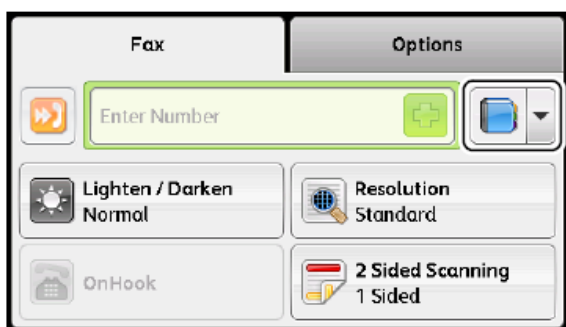 Fax
Options
Enter Number
Lighten / Darken
Normal
Resolution
Standard
OnHook
2 Sided Scanning
1 Sided